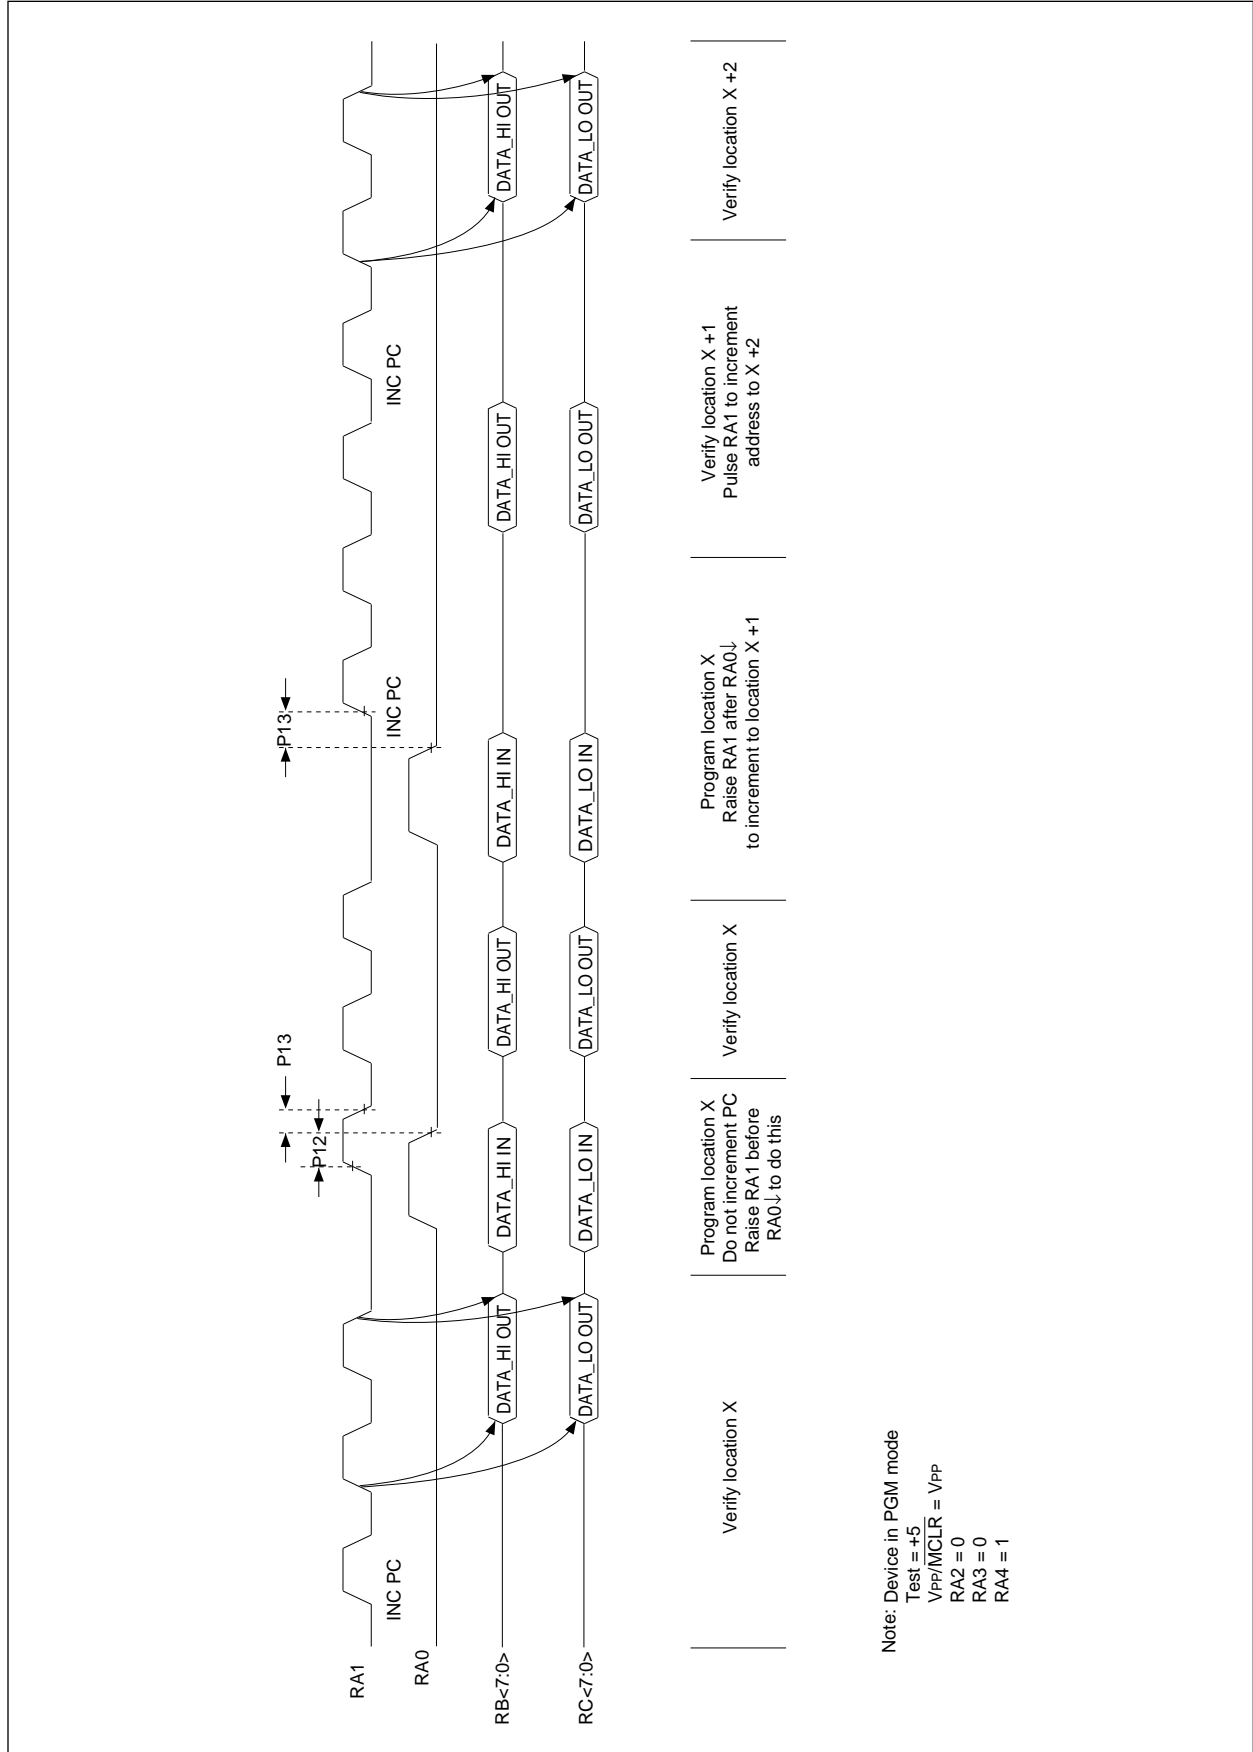 RA1
RA0
RB<7:0>
RC<7:0>
INC PC
P12
P13
P13
INC PC
INC PC
DATA_HI OUT
DATA_HI IN
DATA_HI OUT
DATA_HI IN
DATA_HI OUT
DATA_HI OUT
DATA_LO OUT
DATA_LO IN
DATA_LO OUT
DATA_LO IN
DATA_LO OUT
DATA_LO OUT
Verify location X
Program location X
Do not increment PC
Raise RA1 before
RA0↓ to do this
Verify location X
Program location X
Raise RA1 after RA0↓
to increment to location X +1
Verify location X +1
Pulse RA1 to increment
address to X +2
Verify location X +2
Note: Device in PGM mode
Test = +5
VPP/MCLR = VPP
RA2 = 0
RA3 = 0
RA4 = 1